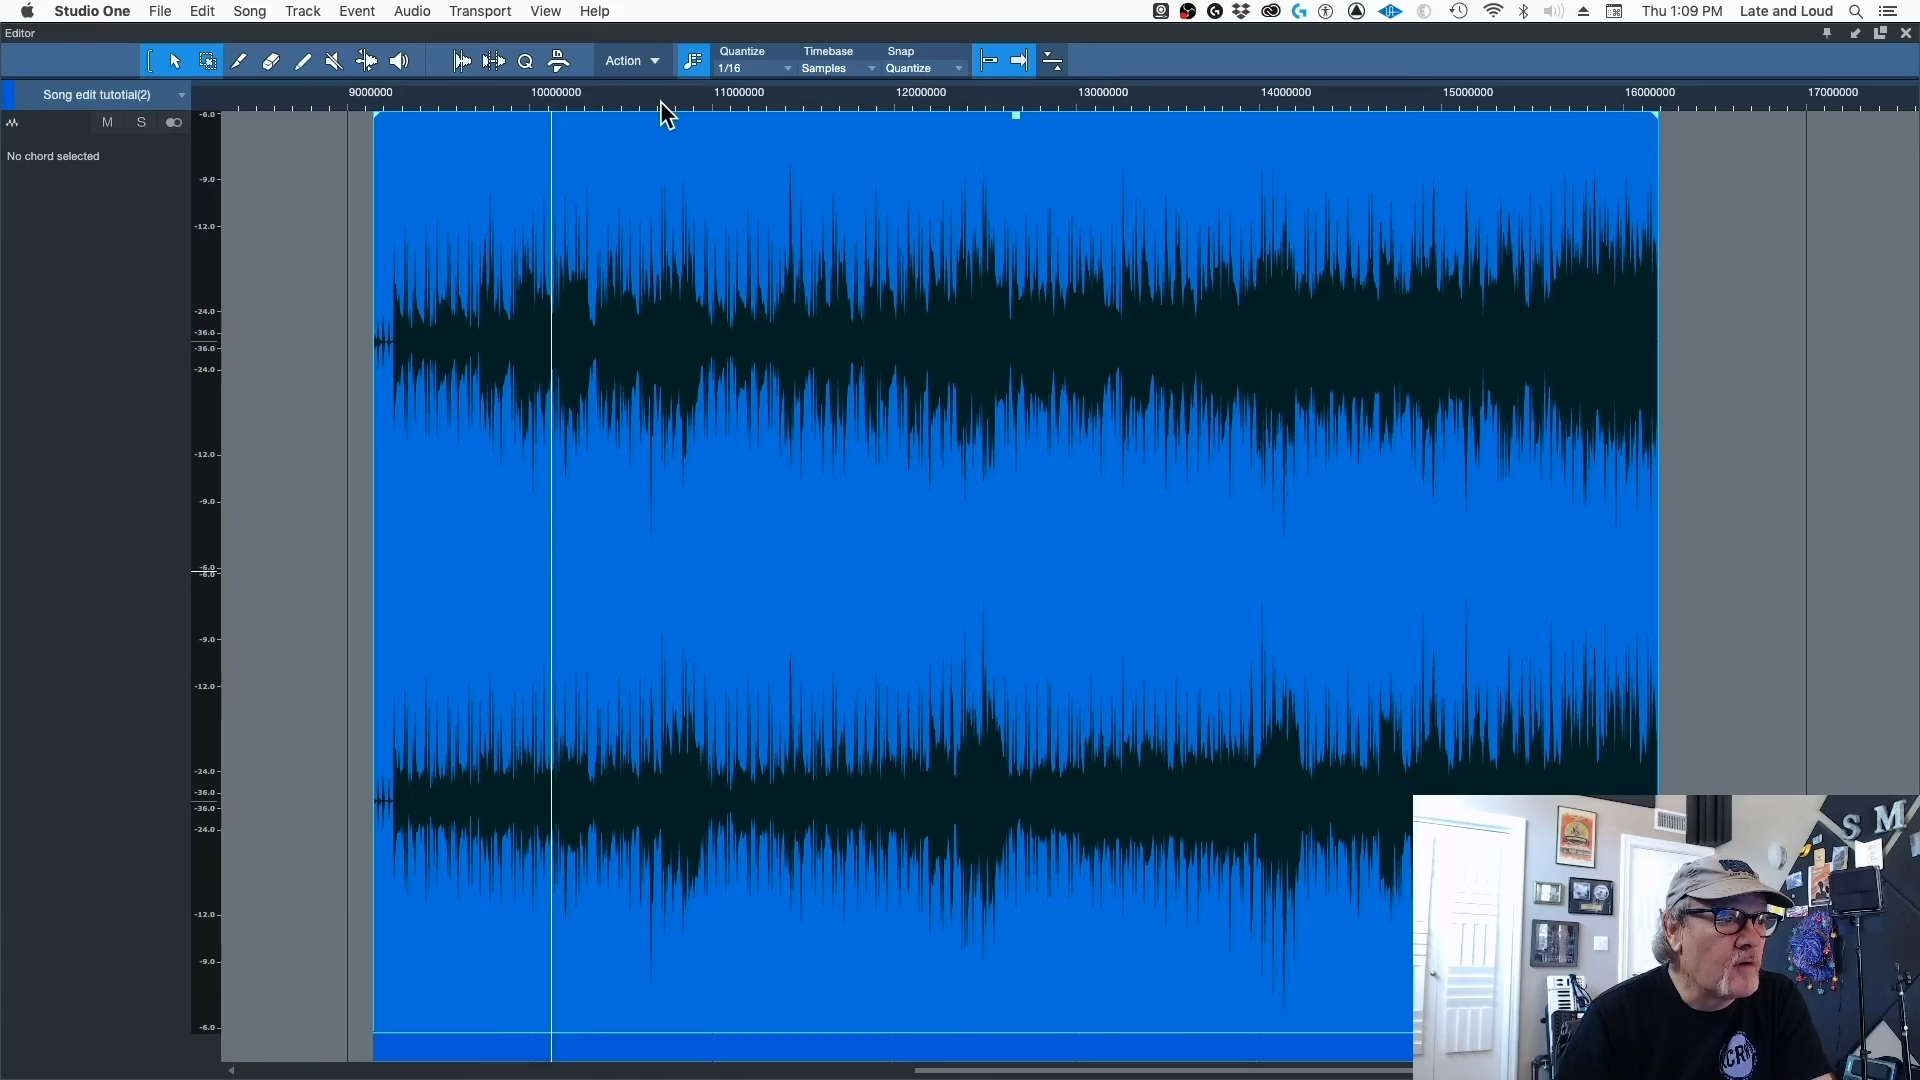 Studio One File Edit Song Track Event Audio Transport View Help Thu 1:09 PM Late and Loud
Editor
Action Quantize Timebase Snap
1/16 Samples Quantize
Song edit tutotial(2) 9000000 10000000 11000000 12000000 13000000 14000000 15000000 16000000 17000000
M S
No chord selected
-6.0
-9.0
-12.0
-24.0
-36.0
-36.0
-24.0
-12.0
-9.0
-6.0
-6.0
-9.0
-12.0
-24.0
-36.0
-36.0
-24.0
-12.0
-9.0
-6.0
S M